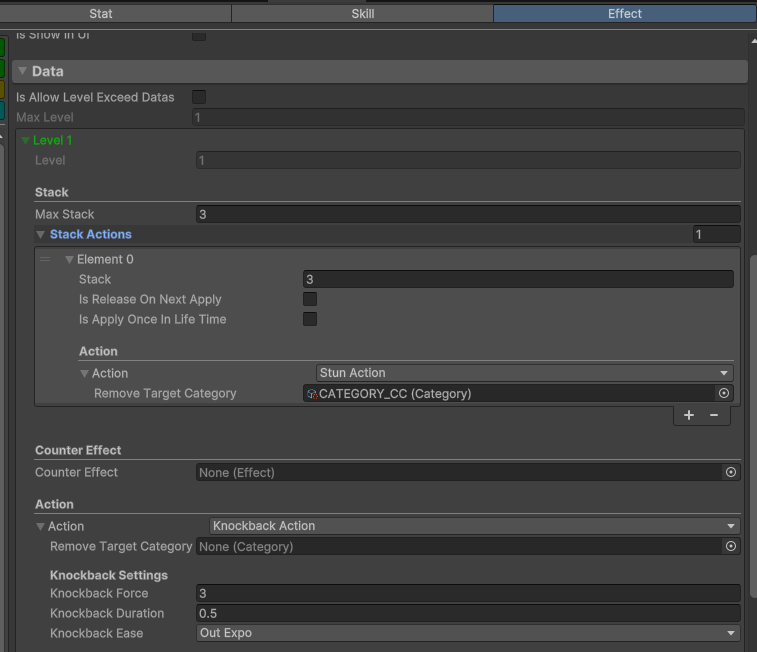 Stat
Skill
Effect
Is Show In UI
Data
Is Allow Level Exceed Datas
Max Level 1
Level 1
Level 1
Stack
Max Stack 3
Stack Actions 1
Element 0
Stack 3
Is Release On Next Apply
Is Apply Once In Life Time
Action
Action Stun Action
Remove Target Category CATEGORY_CC (Category)
+ −
Counter Effect
Counter Effect None (Effect)
Action
Action Knockback Action
Remove Target Category None (Category)
Knockback Settings
Knockback Force 3
Knockback Duration 0.5
Knockback Ease Out Expo